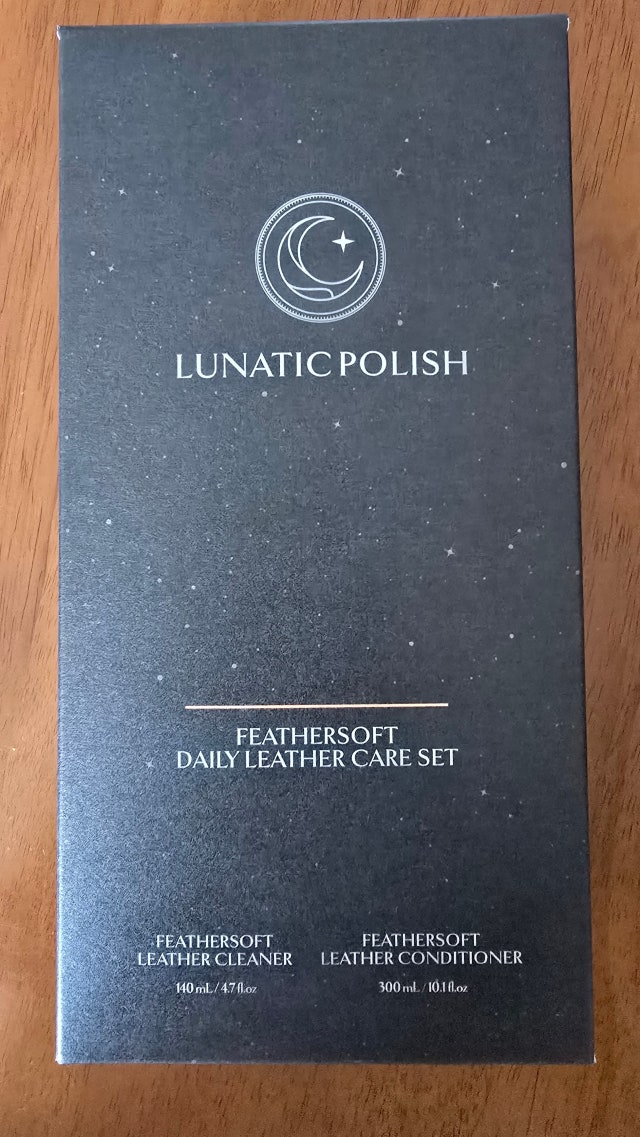 LUNATIC POLISH
FEATHERSOFT
DAILY LEATHER CARE SET
FEATHERSOFT
LEATHER CLEANER
140 mL / 4.7 fl.oz
FEATHERSOFT
LEATHER CONDITIONER
300 mL / 10.1 fl.oz